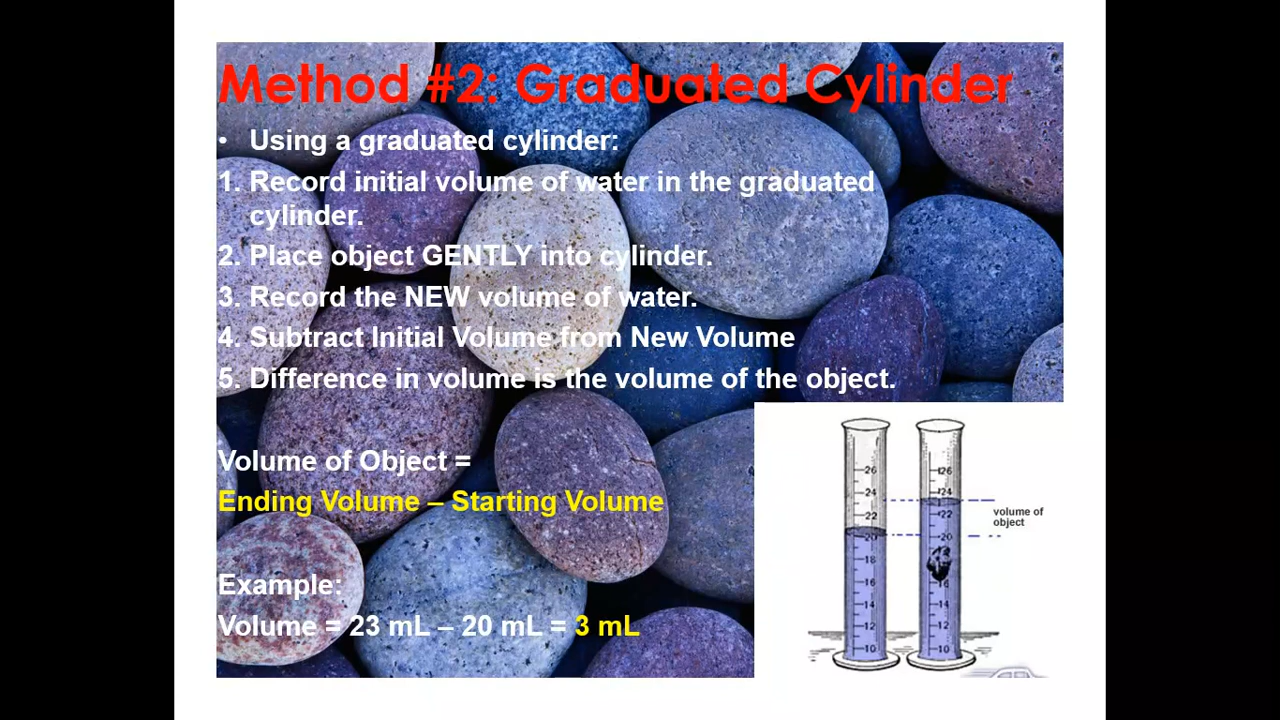 Method #2: Graduated Cylinder
• Using a graduated cylinder:
1. Record initial volume of water in the graduated
cylinder.
2. Place object GENTLY into cylinder.
3. Record the NEW volume of water.
4. Subtract Initial Volume from New Volume
5. Difference in volume is the volume of the object.
Volume of Object =
Ending Volume – Starting Volume
Example:
Volume = 23 mL – 20 mL = 3 mL
26
24
22
20
18
16
14
12
10
26
24
22
20
16
14
12
10
volume of
object